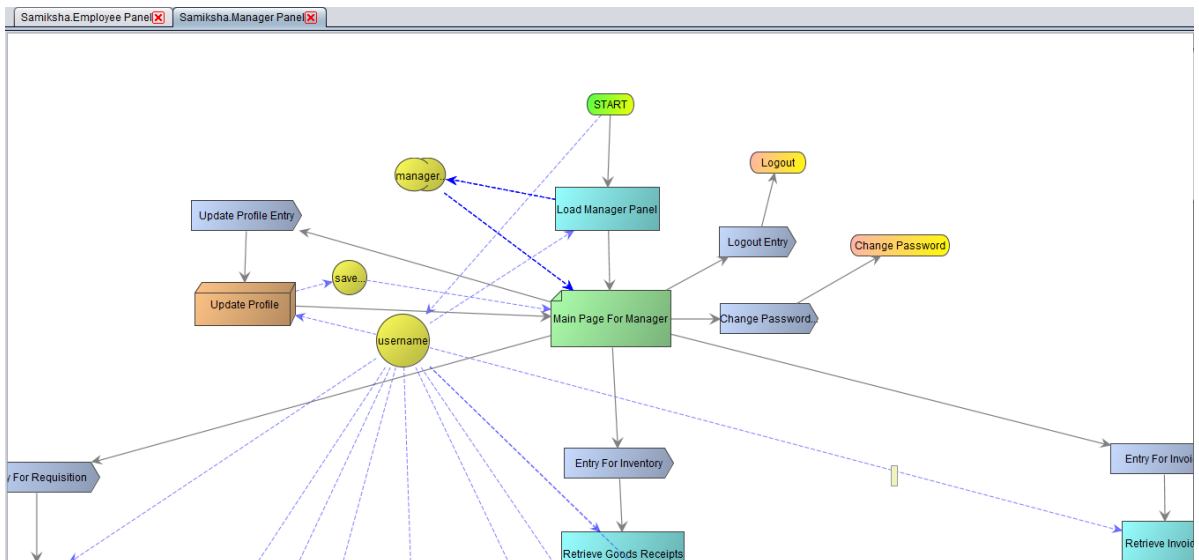 Samiksha.Employee Panel
Samiksha.Manager Panel
START
Logout
manager...
Load Manager Panel
Update Profile Entry
Logout Entry
Change Password
save...
Update Profile
Main Page For Manager
Change Password...
username
Entry For Inventory
Entry For Invoi
y For Requisition
Retrieve Goods Receipts
Retrieve Invoic